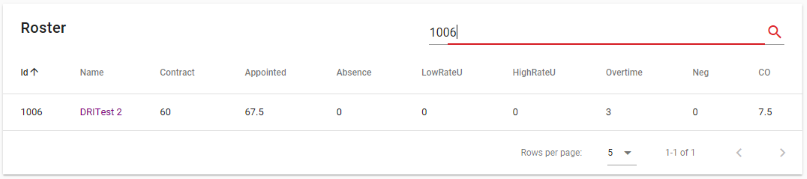 Roster
1006
Id Name Contract Appointed Absence LowRateU HighRateU Overtime Neg CO
1006 DRITest 2 60 67.5 0 0 0 3 0 7.5
Rows per page: 5 1-1 of 1